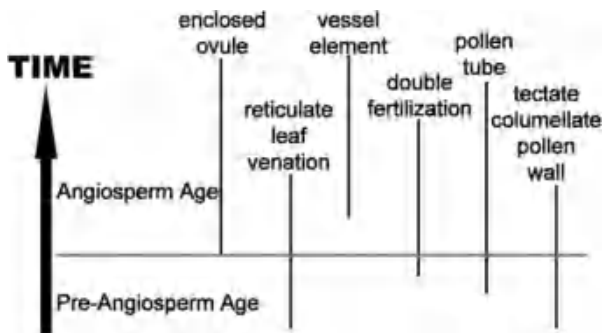 enclosed
ovule
vessel
element
pollen
tube
TIME
double
fertilization
reticulate
leaf
venation
tectate
columellate
pollen
wall
Angiosperm Age
Pre-Angiosperm Age